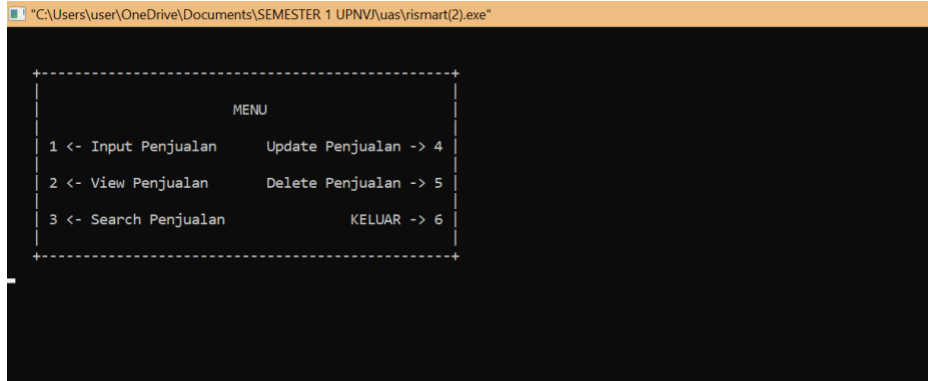 "C:\Users\user\OneDrive\Documents\SEMESTER 1 UPNVJ\uas\rismart(2).exe"
MENU
1 <- Input Penjualan Update Penjualan -> 4
2 <- View Penjualan Delete Penjualan -> 5
3 <- Search Penjualan KELUAR -> 6